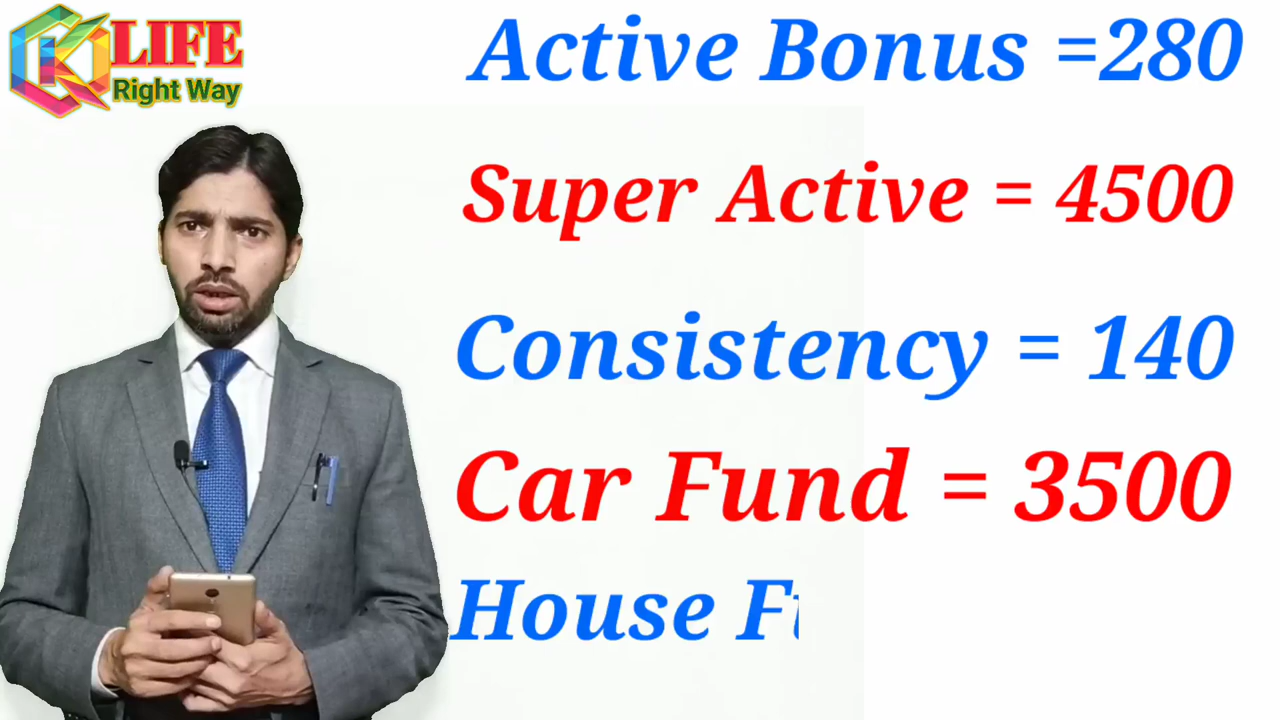 LIFE
Right Way
Active Bonus =280
Super Active = 4500
Consistency = 140
Car Fund = 3500
House